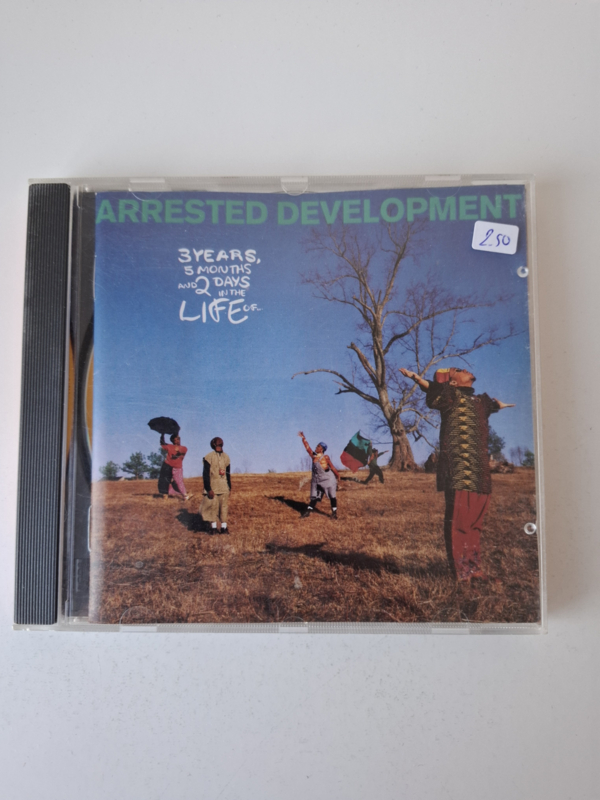 ARRESTED DEVELOPMENT
2.50
3 YEARS,
5 MONTHS
AND 2 DAYS
IN THE
LIFE OF...